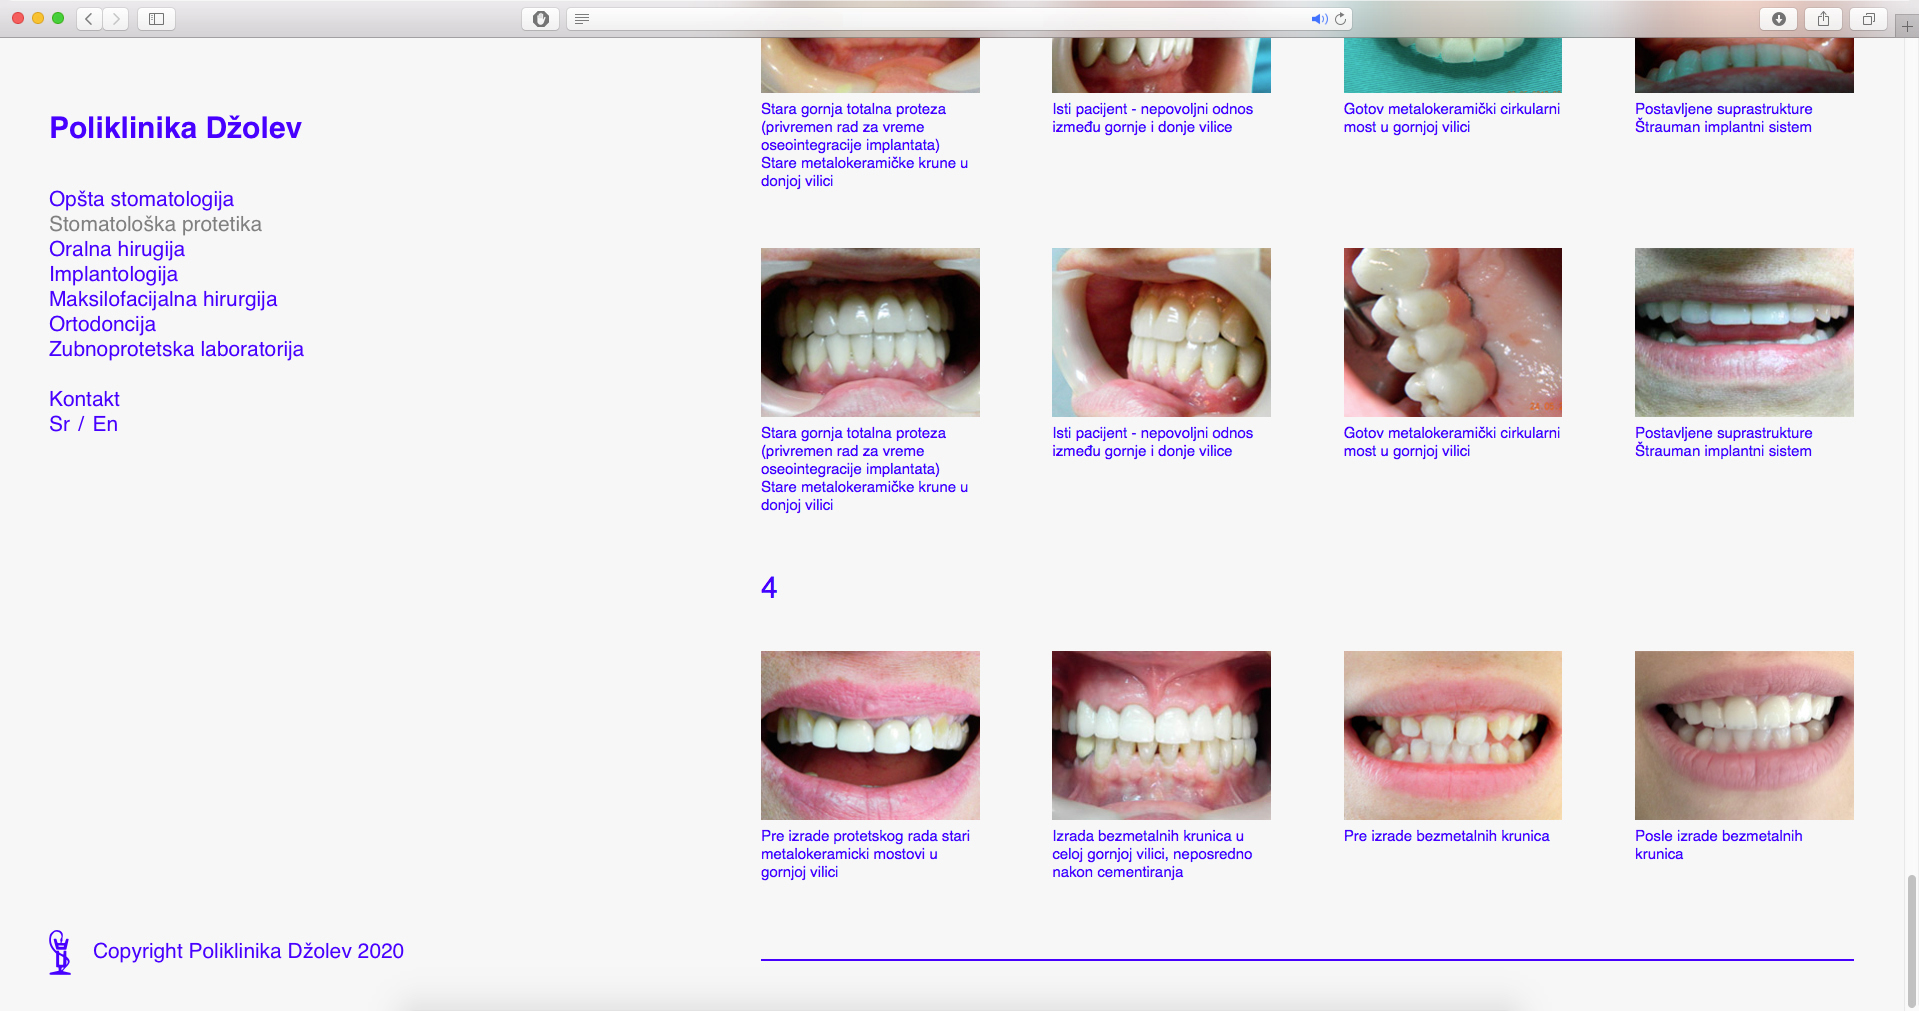 Poliklinika Džolev
Opšta stomatologija
Stomatološka protetika
Oralna hirugija
Implantologija
Maksilofacijalna hirurgija
Ortodoncija
Zubnoprotetska laboratorija
Kontakt
Sr / En
Stara gornja totalna proteza
(privremen rad za vreme
oseointegracije implantata)
Stare metalokeramičke krune u
donjoj vilici
Isti pacijent - nepovoljni odnos
između gornje i donje vilice
Gotov metalokeramički cirkularni
most u gornjoj vilici
Postavljene suprastrukture
Štrauman implantni sistem
Stara gornja totalna proteza
(privremen rad za vreme
oseointegracije implantata)
Stare metalokeramičke krune u
donjoj vilici
Isti pacijent - nepovoljni odnos
između gornje i donje vilice
Gotov metalokeramički cirkularni
most u gornjoj vilici
Postavljene suprastrukture
Štrauman implantni sistem
4
Pre izrade protetskog rada stari
metalokeramicki mostovi u
gornjoj vilici
Izrada bezmetalnih krunica u
celoj gornjoj vilici, neposredno
nakon cementiranja
Pre izrade bezmetalnih krunica
Posle izrade bezmetalnih
krunica
Copyright Poliklinika Džolev 2020